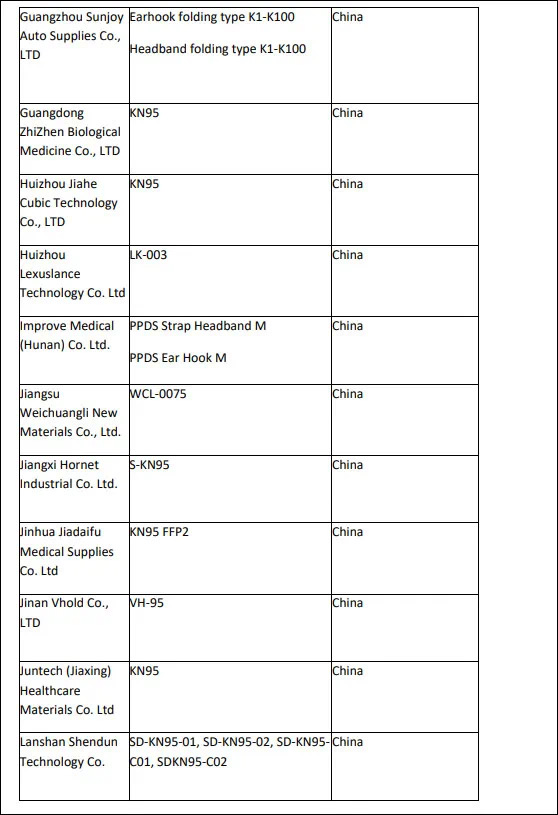 Guangzhou Sunjoy Auto Supplies Co., LTD
Earhook folding type K1-K100
Headband folding type K1-K100
China
Guangdong ZhiZhen Biological Medicine Co., LTD
KN95
China
Huizhou Jiahe Cubic Technology Co., LTD
KN95
China
Huizhou Lexuslance Technology Co. Ltd
LK-003
China
Improve Medical (Hunan) Co. Ltd.
PPDS Strap Headband M
PPDS Ear Hook M
China
Jiangsu Weichuangli New Materials Co., Ltd.
WCL-0075
China
Jiangxi Hornet Industrial Co. Ltd.
S-KN95
China
Jinhua Jiadaifu Medical Supplies Co. Ltd
KN95 FFP2
China
Jinan Vhold Co., LTD
VH-95
China
Juntech (Jiaxing) Healthcare Materials Co. Ltd
KN95
China
Lanshan Shendun Technology Co.
SD-KN95-01, SD-KN95-02, SD-KN95-C01, SDKN95-C02
China